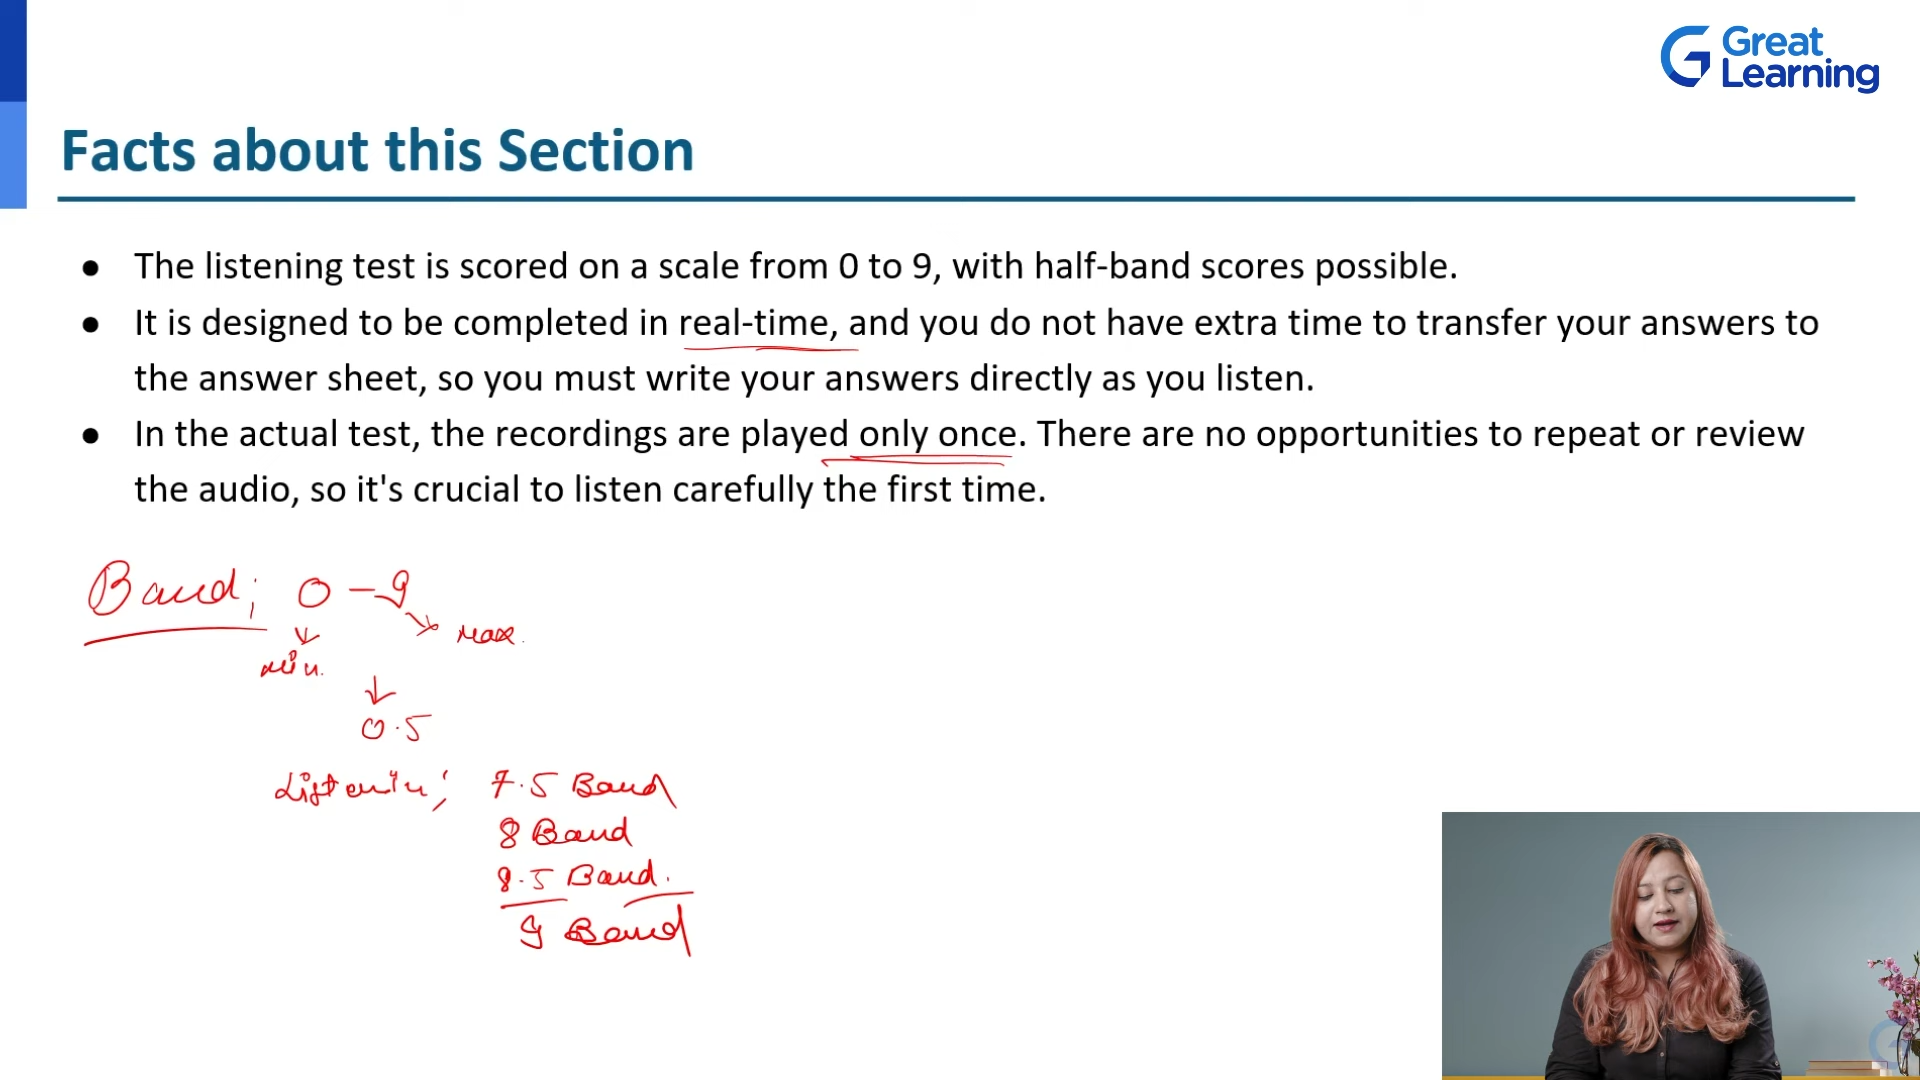 Great
Learning
Facts about this Section
● The listening test is scored on a scale from 0 to 9, with half-band scores possible.
● It is designed to be completed in real-time, and you do not have extra time to transfer your answers to
the answer sheet, so you must write your answers directly as you listen.
● In the actual test, the recordings are played only once. There are no opportunities to repeat or review
the audio, so it's crucial to listen carefully the first time.
Band; 0 – 9
Max.
Min.
0.5
Listenin; 7.5 Band
8 Band
8.5 Band.
9 Band